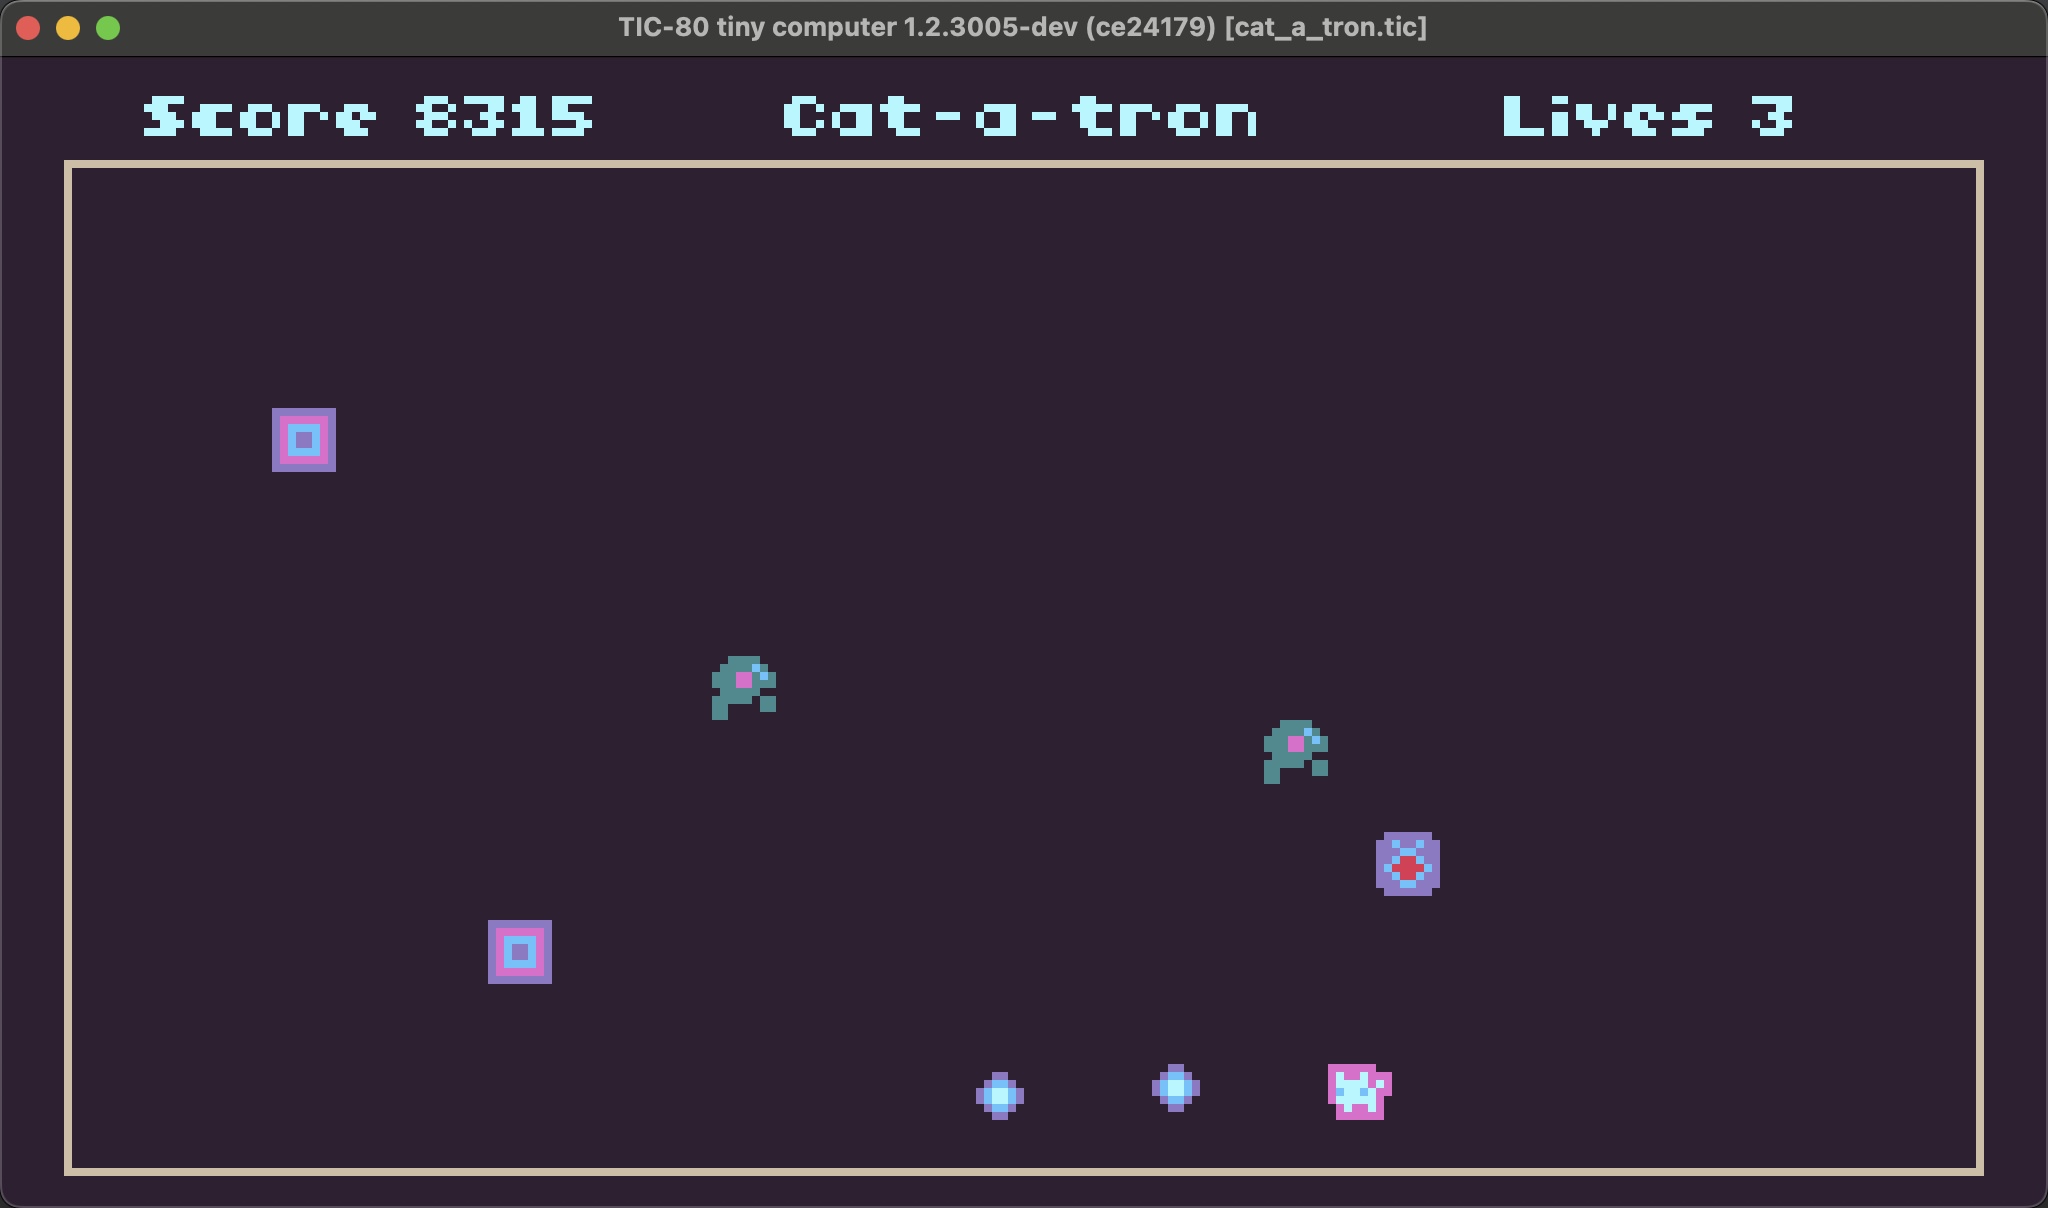 TIC-80 tiny computer 1.2.3005-dev (ce24179) [cat_a_tron.tic]
Score 8315 Cat-a-tron Lives 3